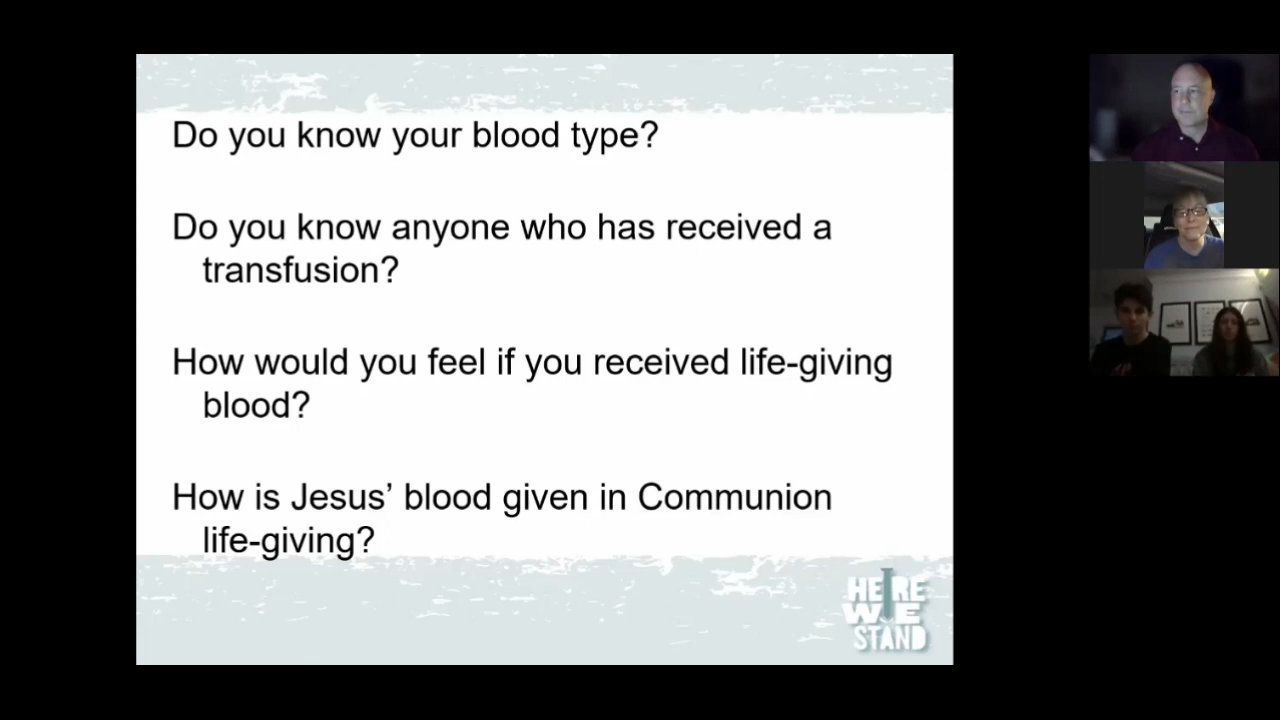 Do you know your blood type?
Do you know anyone who has received a
transfusion?
How would you feel if you received life-giving
blood?
How is Jesus’ blood given in Communion
life-giving?
HERE
WE
STAND